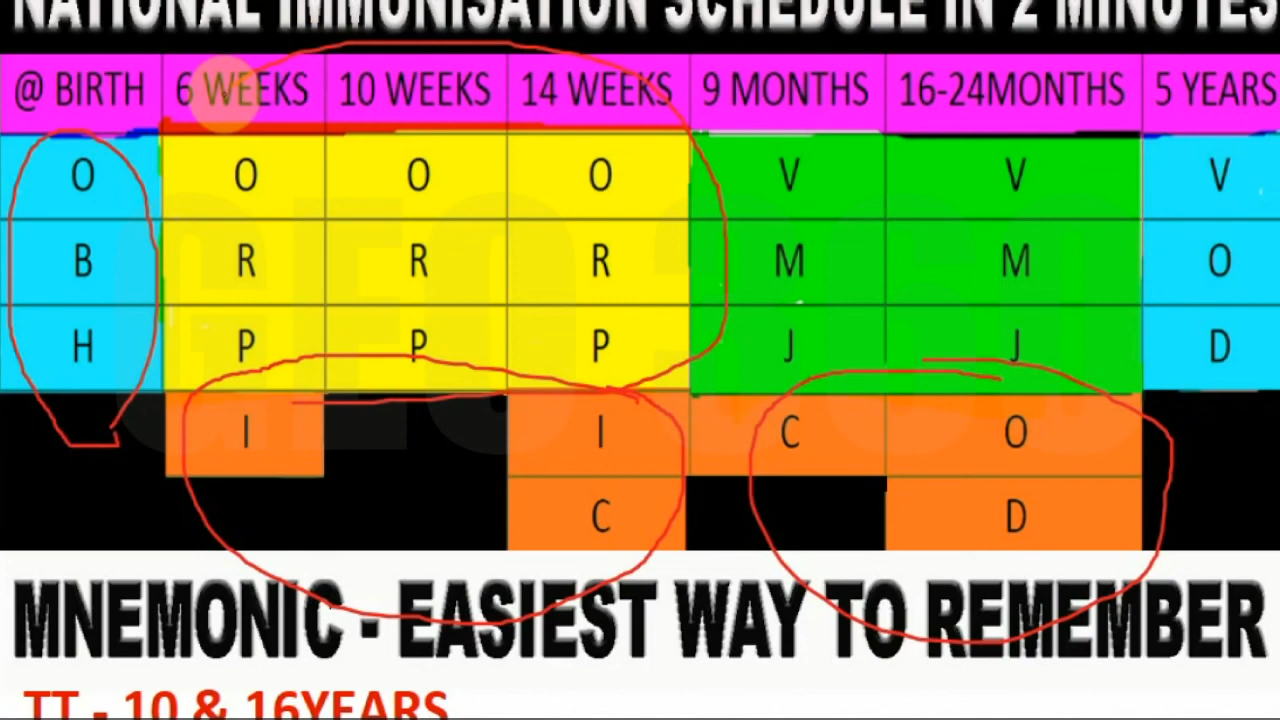 NATIONAL IMMUNISATION SCHEDULE IN 2 MINUTES
@ BIRTH 6 WEEKS 10 WEEKS 14 WEEKS 9 MONTHS 16-24MONTHS 5 YEARS
O O O O V V V
B R R R M M O
H P P P J J D
I I C O
C D
MNEMONIC - EASIEST WAY TO REMEMBER
TT - 10 & 16YEARS